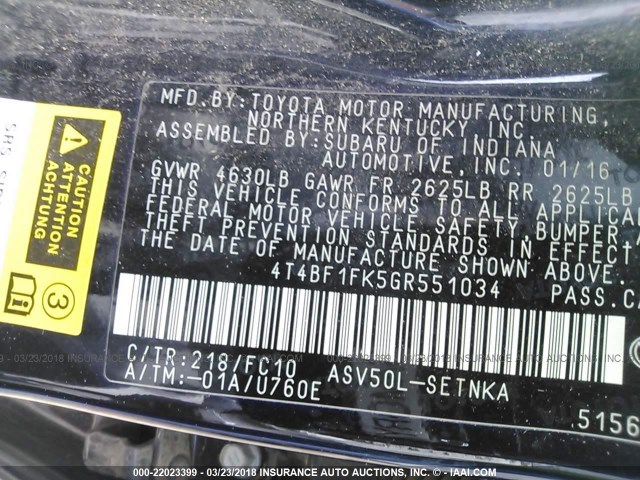 MFD.BY:TOYOTA MOTOR MANUFACTURING,
NORTHERN KENTUCKY, INC.
ASSEMBLED BY:SUBARU OF INDIANA
AUTOMOTIVE,INC. 01/16
GVWR 4630LB GAWR FR 2625LB RR 2625LB
THIS VEHICLE CONFORMS TO ALL APPLICA
FEDERAL MOTOR VEHICLE SAFETY,BUMPER,
THEFT PREVENTION STANDARDS IN EFFECT
THE DATE OF MANUFACTURE SHOWN ABOVE.
4T4BF1FK5GR551034 PASS.C
C/TR:218/FC10 ASV50L-SETNKA
A/TM:-01A/U760E
5156
CAUTION
ATTENTION
ACHTUNG
3
000-22023399 - 03/23/2018 INSURANCE AUTO AUCTIONS, INC. - © - IAAI.COM